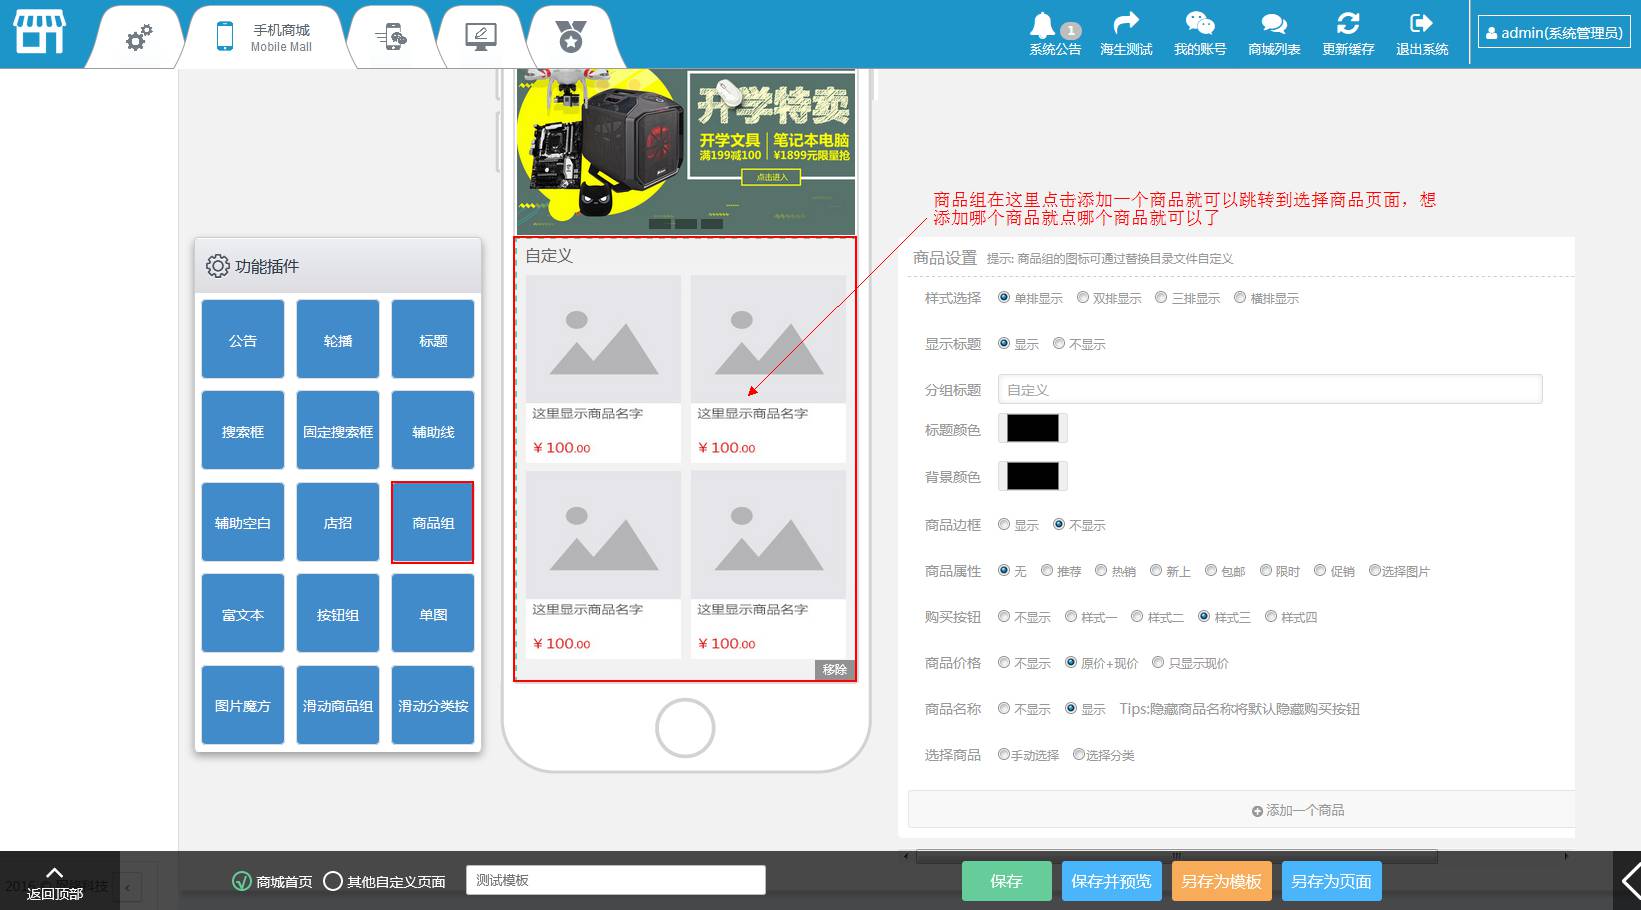 手机商城
Mobile Mall
1
系统公告
海生测试
我的账号
商城列表
更新缓存
退出系统
admin(系统管理员)
开学特卖
开学文具 笔记本电脑
满199减100 ¥1899元限量抢
点击进入
商品组在这里点击添加一个商品就可以跳转到选择商品页面，想
添加哪个商品就点哪个商品就可以了
功能插件
公告 轮播 标题
搜索框 固定搜索框 辅助线
辅助空白 店招 商品组
富文本 按钮组 单图
图片魔方 滑动商品组 滑动分类按
自定义
这里显示商品名字 这里显示商品名字
¥100.00 ¥100.00
这里显示商品名字 这里显示商品名字
¥100.00 ¥100.00
移除
商品设置 提示: 商品组的图标可通过替换目录文件自定义
样式选择 单排显示 双排显示 三排显示 横排显示
显示标题 显示 不显示
分组标题 自定义
标题颜色
背景颜色
商品边框 显示 不显示
商品属性 无 推荐 热销 新上 包邮 限时 促销 选择图片
购买按钮 不显示 样式一 样式二 样式三 样式四
商品价格 不显示 原价+现价 只显示现价
商品名称 不显示 显示 Tips:隐藏商品名称将默认隐藏购买按钮
选择商品 手动选择 选择分类
添加一个商品
返回顶部
商城首页 其他自定义页面 测试模板
保存 保存并预览 另存为模板 另存为页面